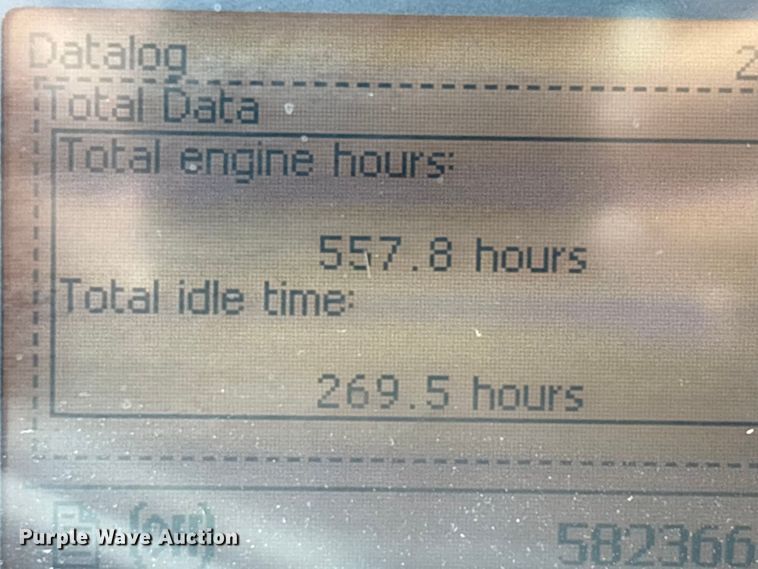 Datalog 2
Total Data
Total engine hours:
557.8 hours
Total idle time:
269.5 hours
582366
Purple Wave Auction